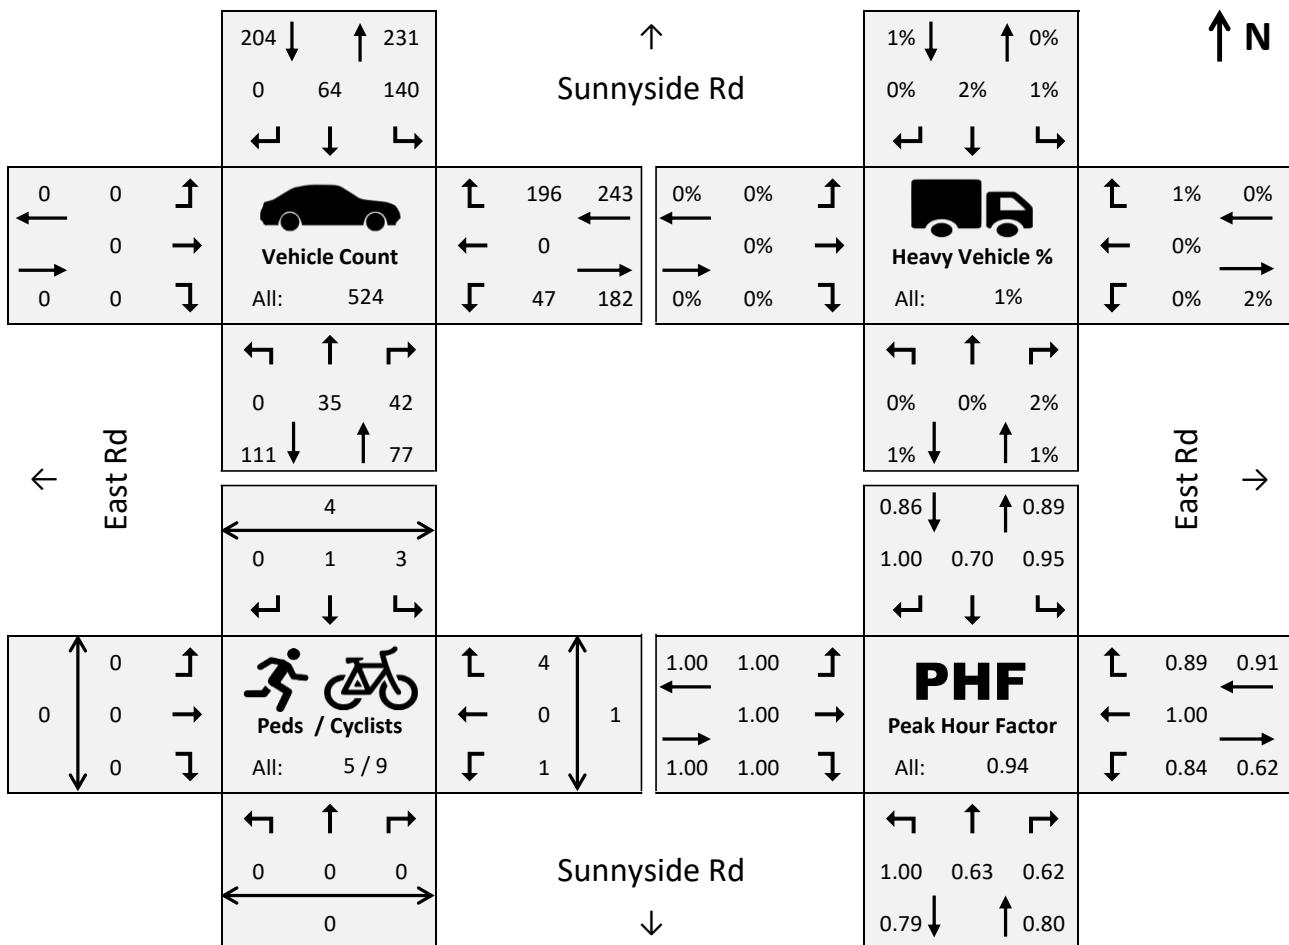 204 231 1% 0% N
Sunnyside Rd
0 64 140 0% 2% 1%
0 0 196 243 0% 0% 1% 0%
0 0 0% 0%
Vehicle Count Heavy Vehicle %
0 0 All: 524 47 182 0% 0% All: 1% 0% 2%
0 35 42 0% 0% 2%
111 77 1% 1%
East Rd East Rd
4 0.86 0.89
0 1 3 1.00 0.70 0.95
0 4 1.00 1.00 0.89 0.91
PHF
0 0 0 1 1.00 1.00
Peds / Cyclists Peak Hour Factor
0 All: 5 / 9 1 1.00 1.00 All: 0.94 0.84 0.62
0 0 0 Sunnyside Rd 1.00 0.63 0.62
0 0.79 0.80